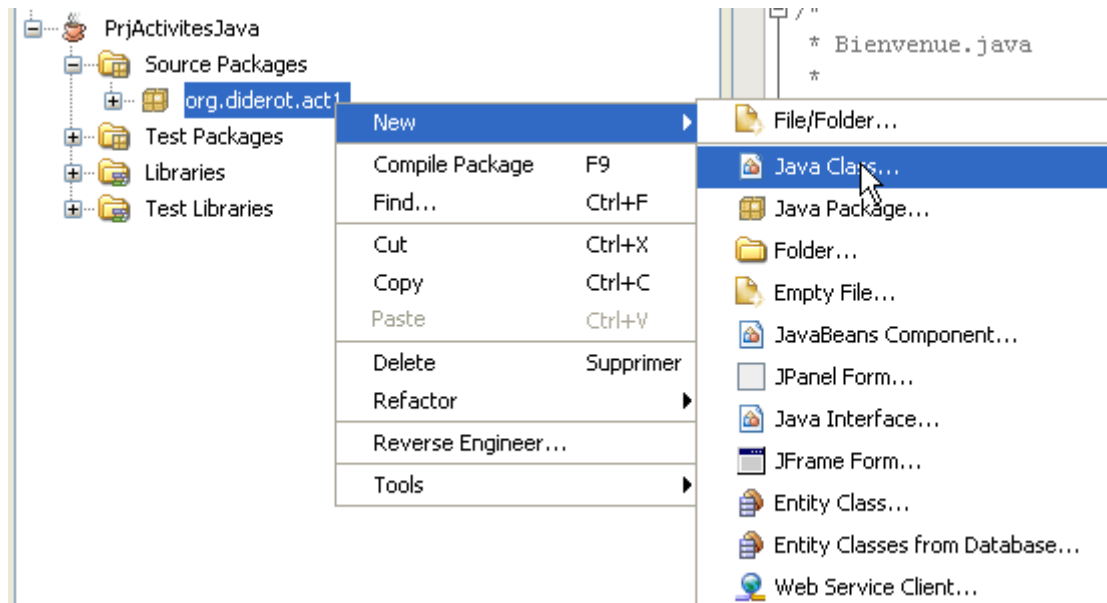 PrjActivitesJava
Source Packages
org.diderot.act1
Test Packages
Libraries
Test Libraries
/*
* Bienvenue.java
*
New
Compile Package F9
Find... Ctrl+F
Cut Ctrl+X
Copy Ctrl+C
Paste Ctrl+V
Delete Supprimer
Refactor
Reverse Engineer...
Tools
File/Folder...
Java Class...
Java Package...
Folder...
Empty File...
JavaBeans Component...
JPanel Form...
Java Interface...
JFrame Form...
Entity Class...
Entity Classes from Database...
Web Service Client...